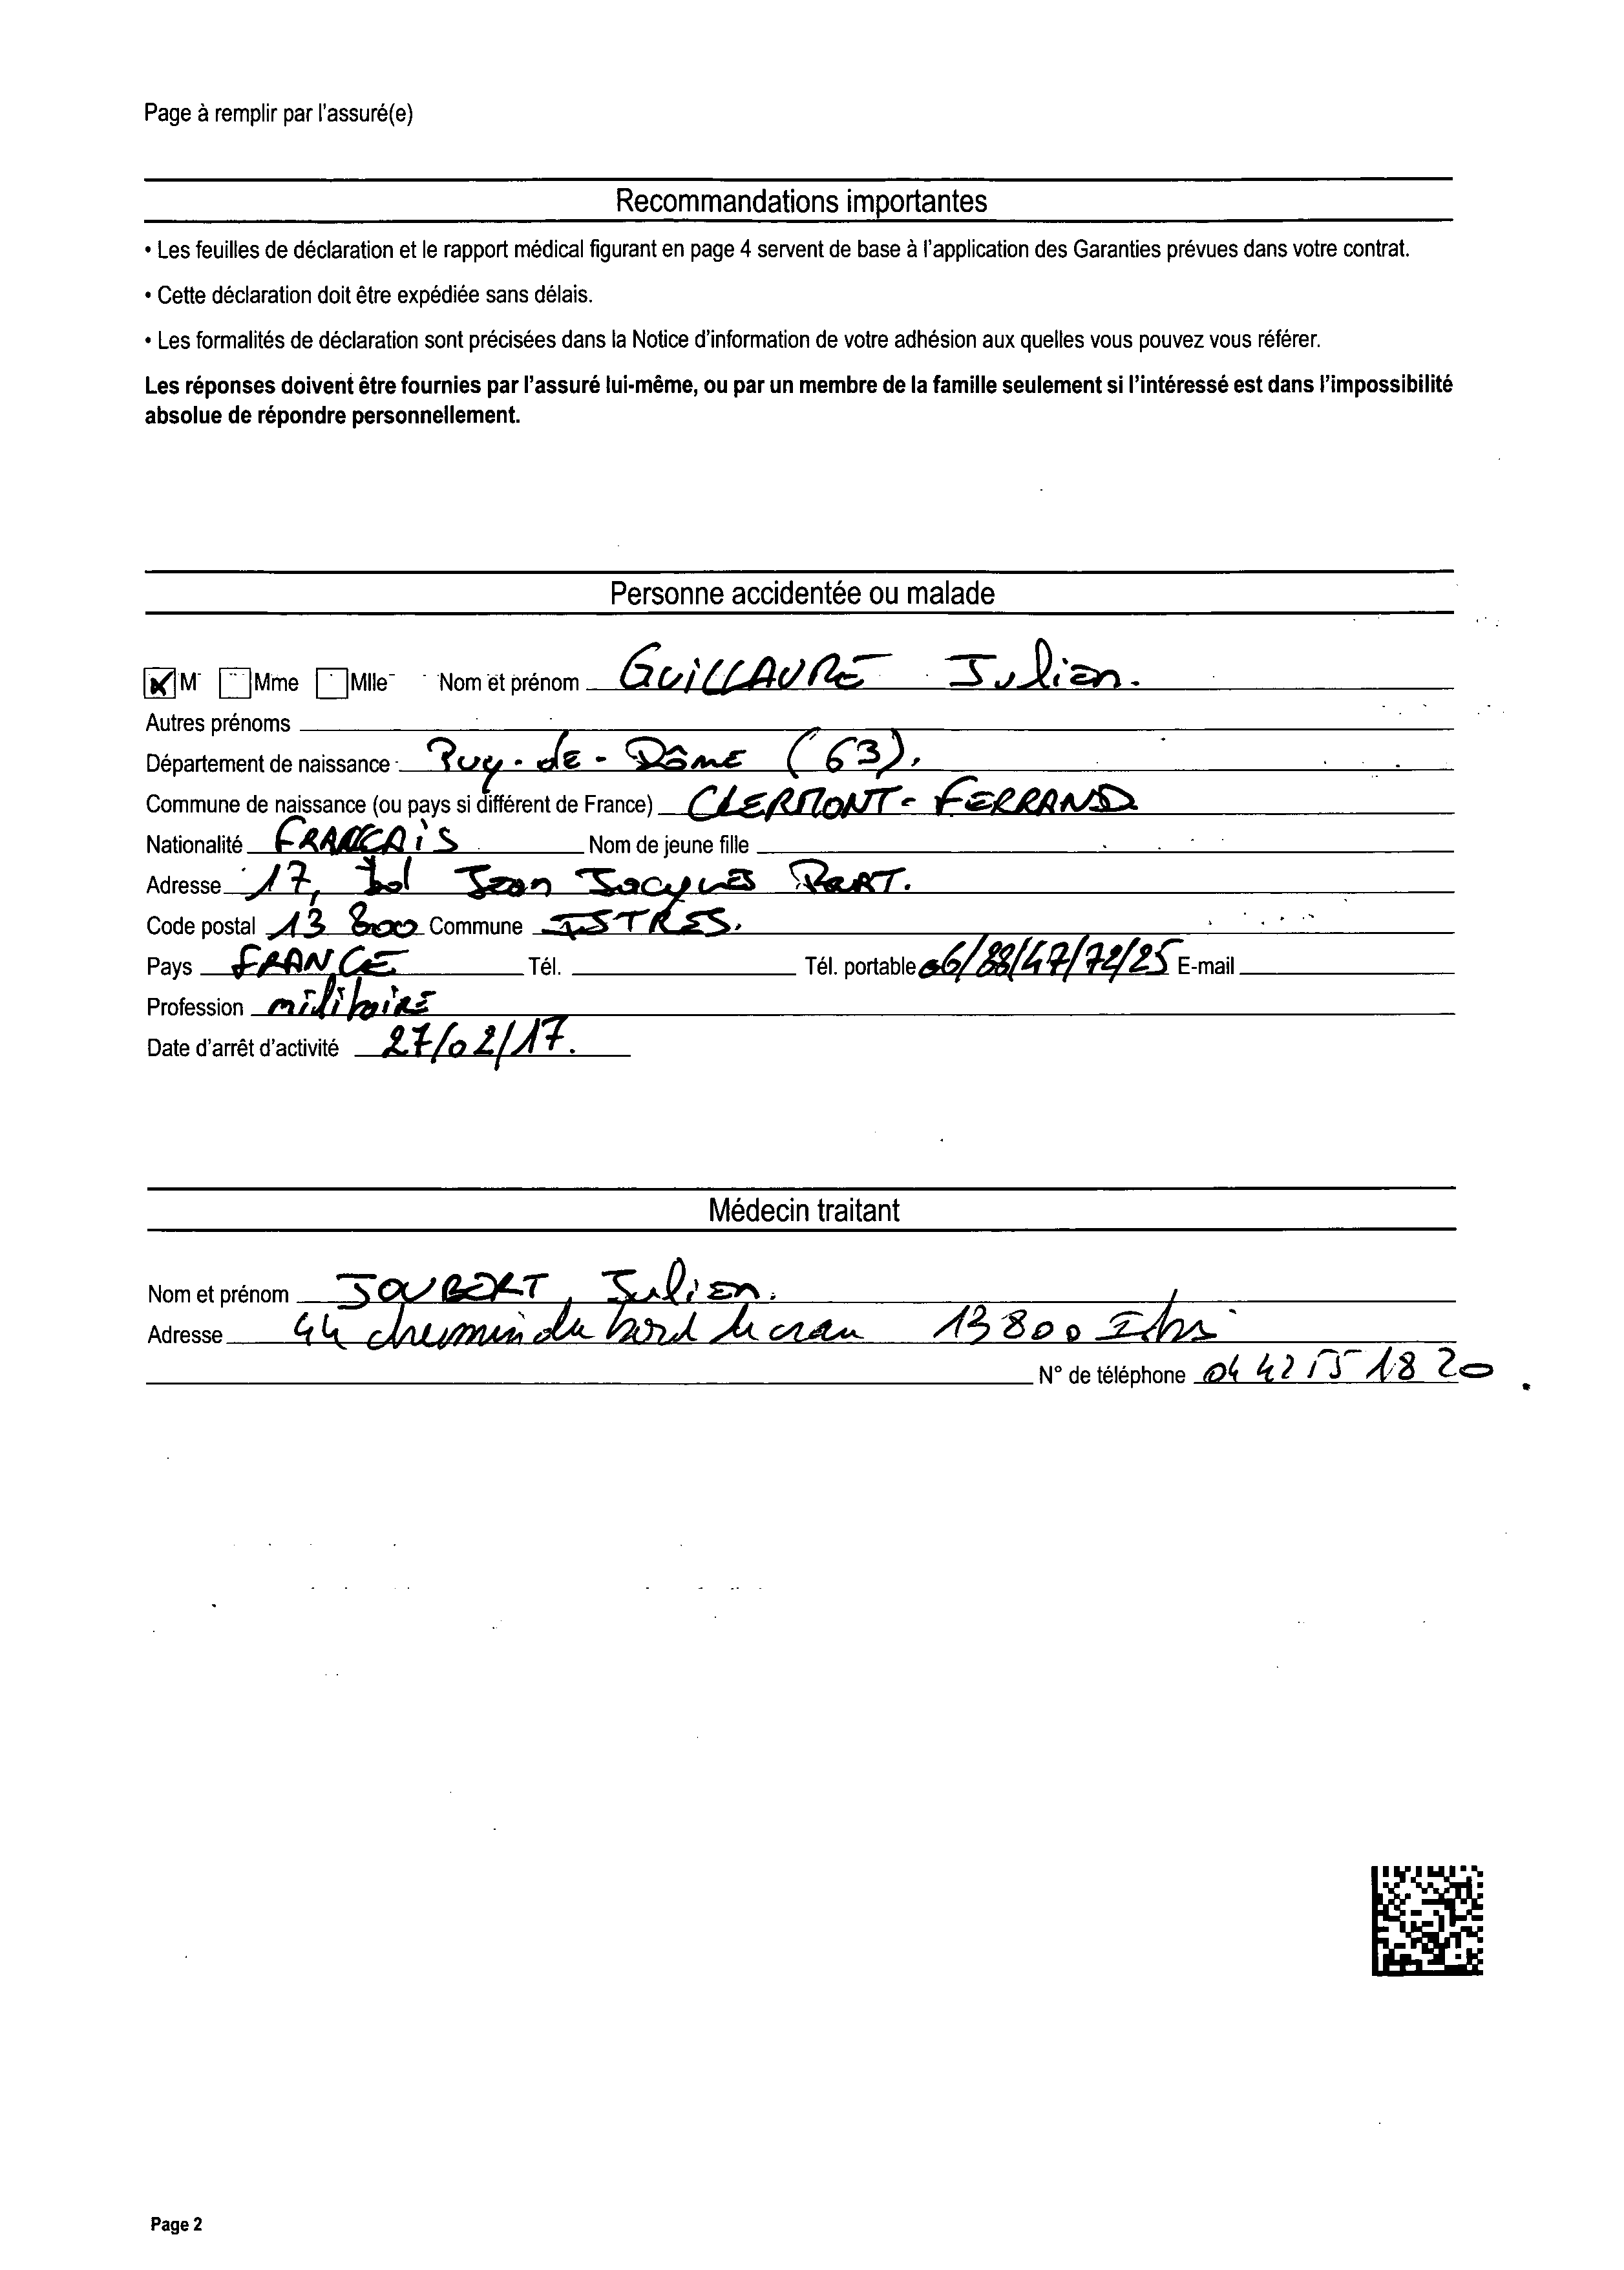 Page à remplir par l'assuré(e)
Recommandations importantes
• Les feuilles de déclaration et le rapport médical figurant en page 4 servent de base à l'application des Garanties prévues dans votre contrat.
• Cette déclaration doit être expédiée sans délais.
• Les formalités de déclaration sont précisées dans la Notice d'information de votre adhésion aux quelles vous pouvez vous référer.
Les réponses doivent être fournies par l'assuré lui-même, ou par un membre de la famille seulement si l'intéressé est dans l'impossibilité
absolue de répondre personnellement.
Personne accidentée ou malade
M Mme Mlle Nom et prénom GUILLAUME Julien.
Autres prénoms
Département de naissance Puy-de-Dôme (63).
Commune de naissance (ou pays si différent de France) CLERMONT-FERRAND
Nationalité FRANCAIS Nom de jeune fille
Adresse 17, bd Jean Jacques
Code postal 13 800 Commune ISTRES.
Pays FRANCE Tél. Tél. portable 06/88/47/72/25 E-mail
Profession militaire
Date d'arrêt d'activité 27/02/17.
Médecin traitant
Nom et prénom JOUBERT Julien.
Adresse 44 chemin du 13800 Istres
N° de téléphone 04 42 55 18 20
Page 2